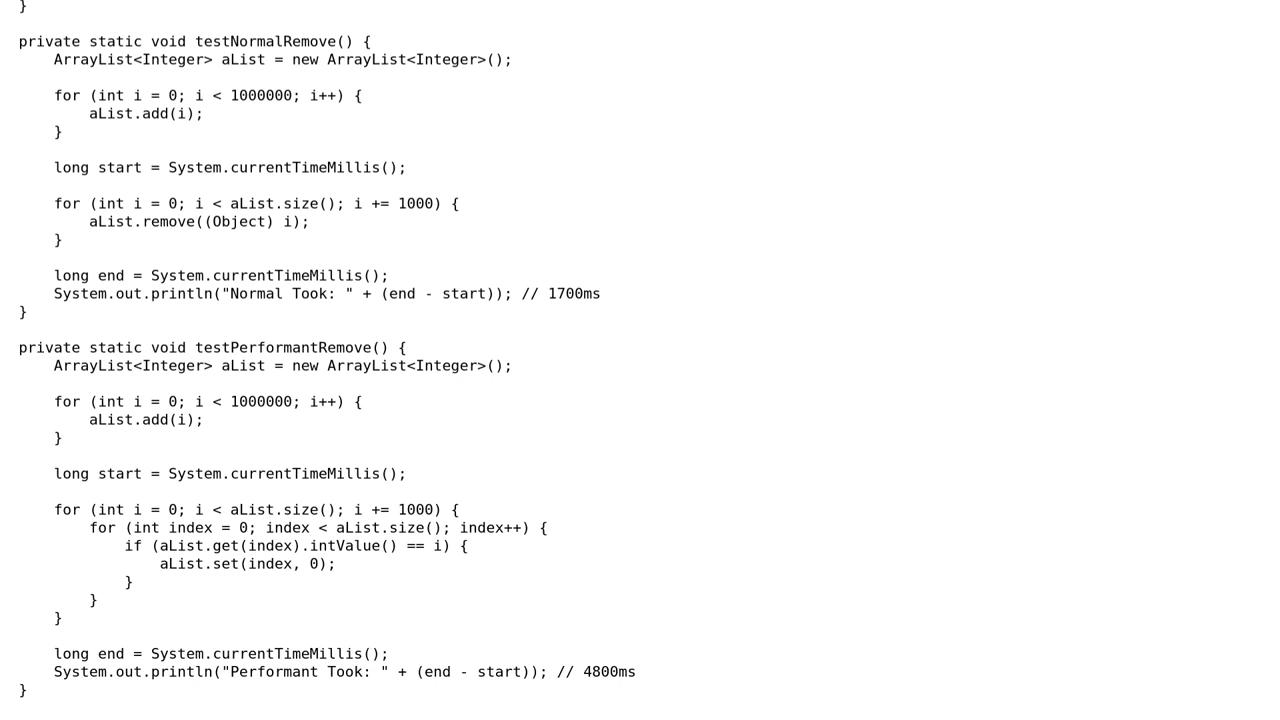 }
private static void testNormalRemove() {
    ArrayList<Integer> aList = new ArrayList<Integer>();
    for (int i = 0; i < 1000000; i++) {
        aList.add(i);
    }
    long start = System.currentTimeMillis();
    for (int i = 0; i < aList.size(); i += 1000) {
        aList.remove((Object) i);
    }
    long end = System.currentTimeMillis();
    System.out.println("Normal Took: " + (end - start)); // 1700ms
}
private static void testPerformantRemove() {
    ArrayList<Integer> aList = new ArrayList<Integer>();
    for (int i = 0; i < 1000000; i++) {
        aList.add(i);
    }
    long start = System.currentTimeMillis();
    for (int i = 0; i < aList.size(); i += 1000) {
        for (int index = 0; index < aList.size(); index++) {
            if (aList.get(index).intValue() == i) {
                aList.set(index, 0);
            }
        }
    }
    long end = System.currentTimeMillis();
    System.out.println("Performant Took: " + (end - start)); // 4800ms
}